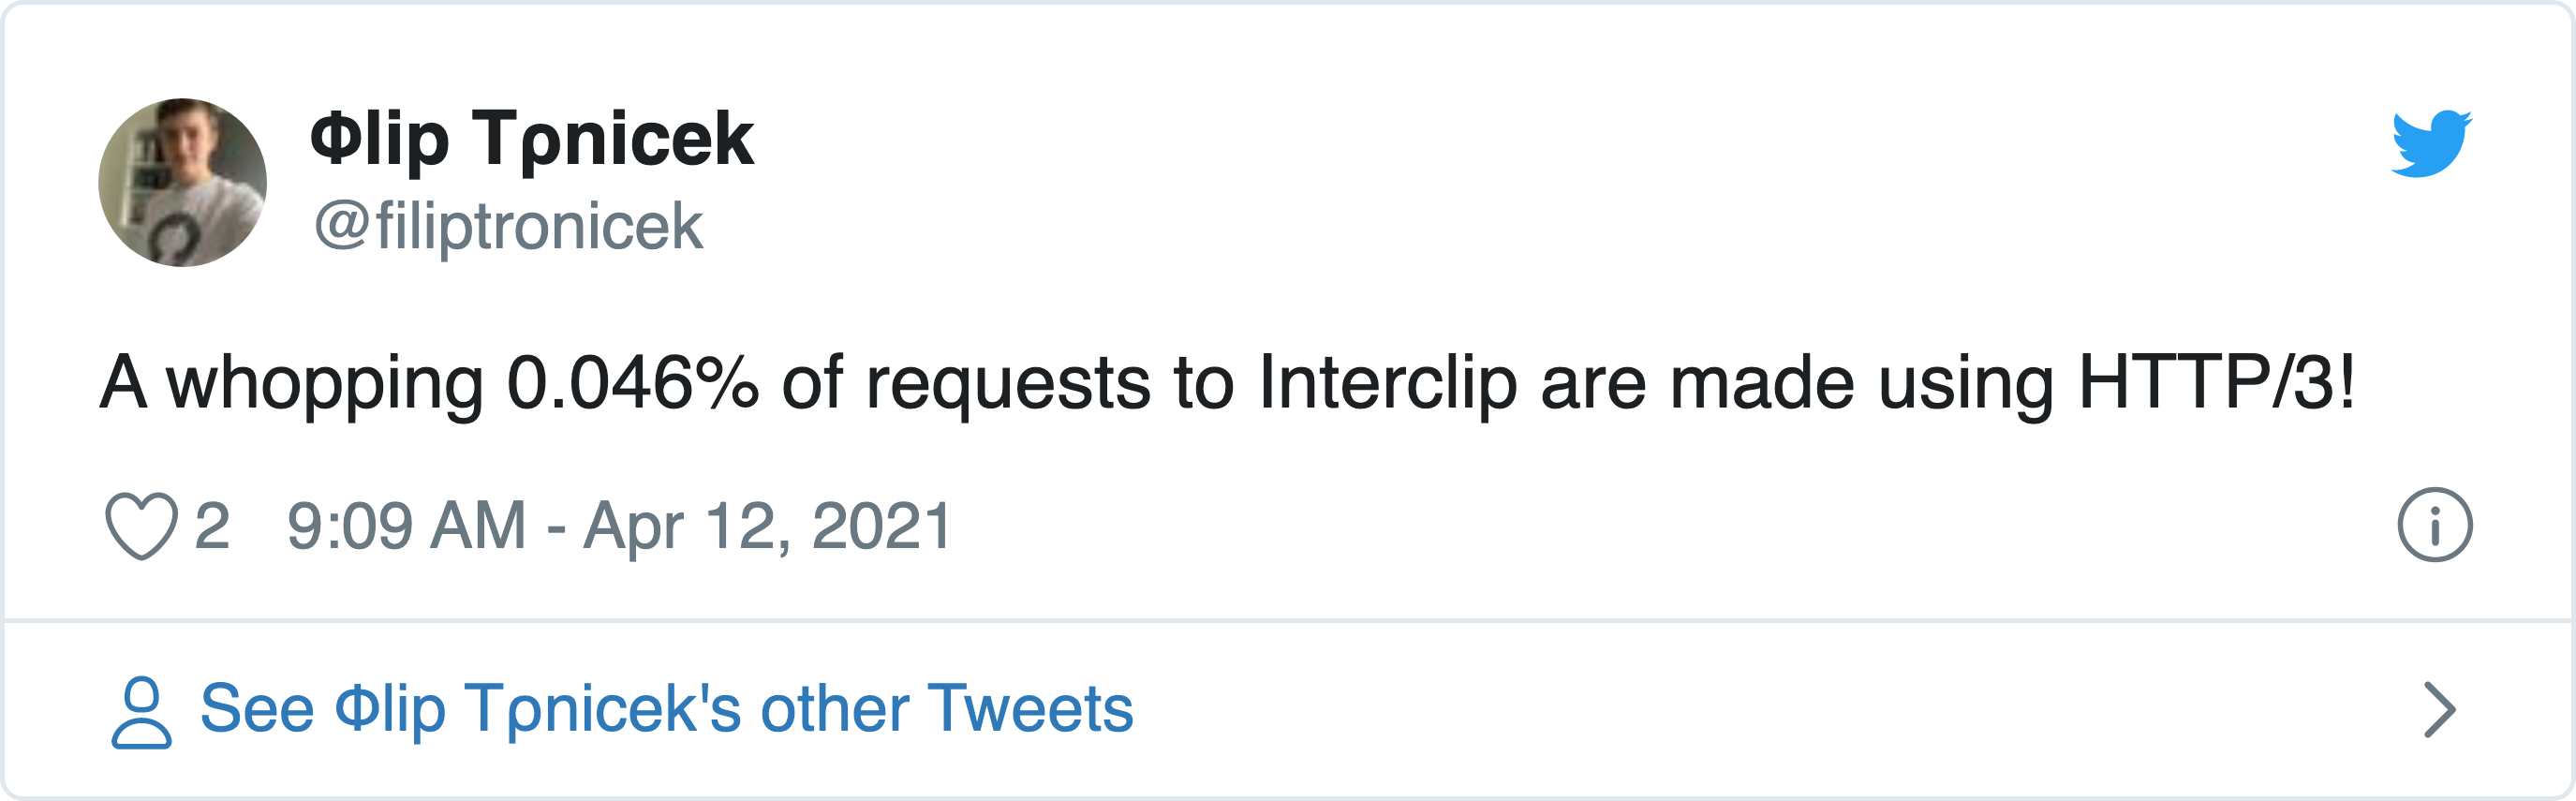 Φlip Tρnicek
@filiptronicek
A whopping 0.046% of requests to Interclip are made using HTTP/3!
2 9:09 AM - Apr 12, 2021
See Φlip Tρnicek's other Tweets